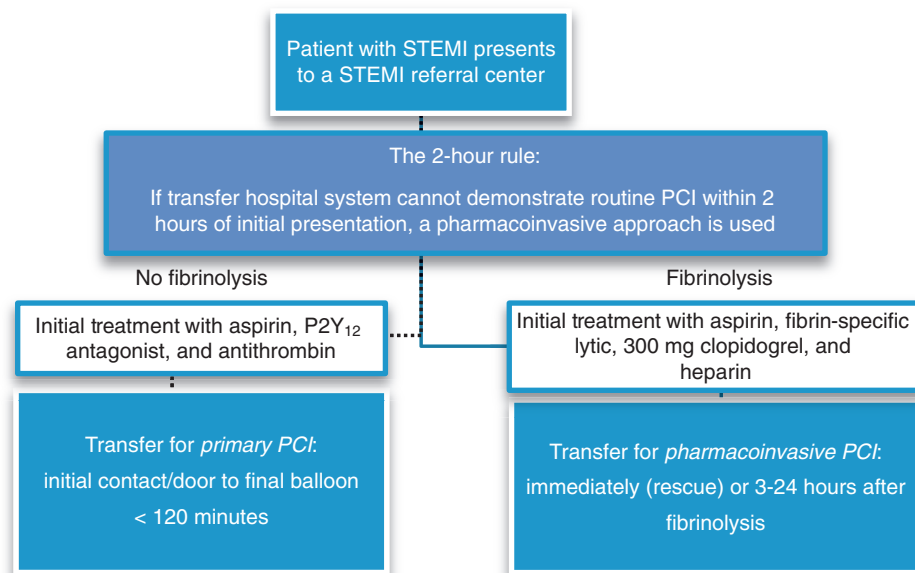 Patient with STEMI presents
to a STEMI referral center
The 2-hour rule:
If transfer hospital system cannot demonstrate routine PCI within 2
hours of initial presentation, a pharmacoinvasive approach is used
No fibrinolysis
Initial treatment with aspirin, P2Y₁₂
antagonist, and antithrombin
Transfer for primary PCI:
initial contact/door to final balloon
< 120 minutes
Fibrinolysis
Initial treatment with aspirin, fibrin-specific
lytic, 300 mg clopidogrel, and
heparin
Transfer for pharmacoinvasive PCI:
immediately (rescue) or 3-24 hours after
fibrinolysis